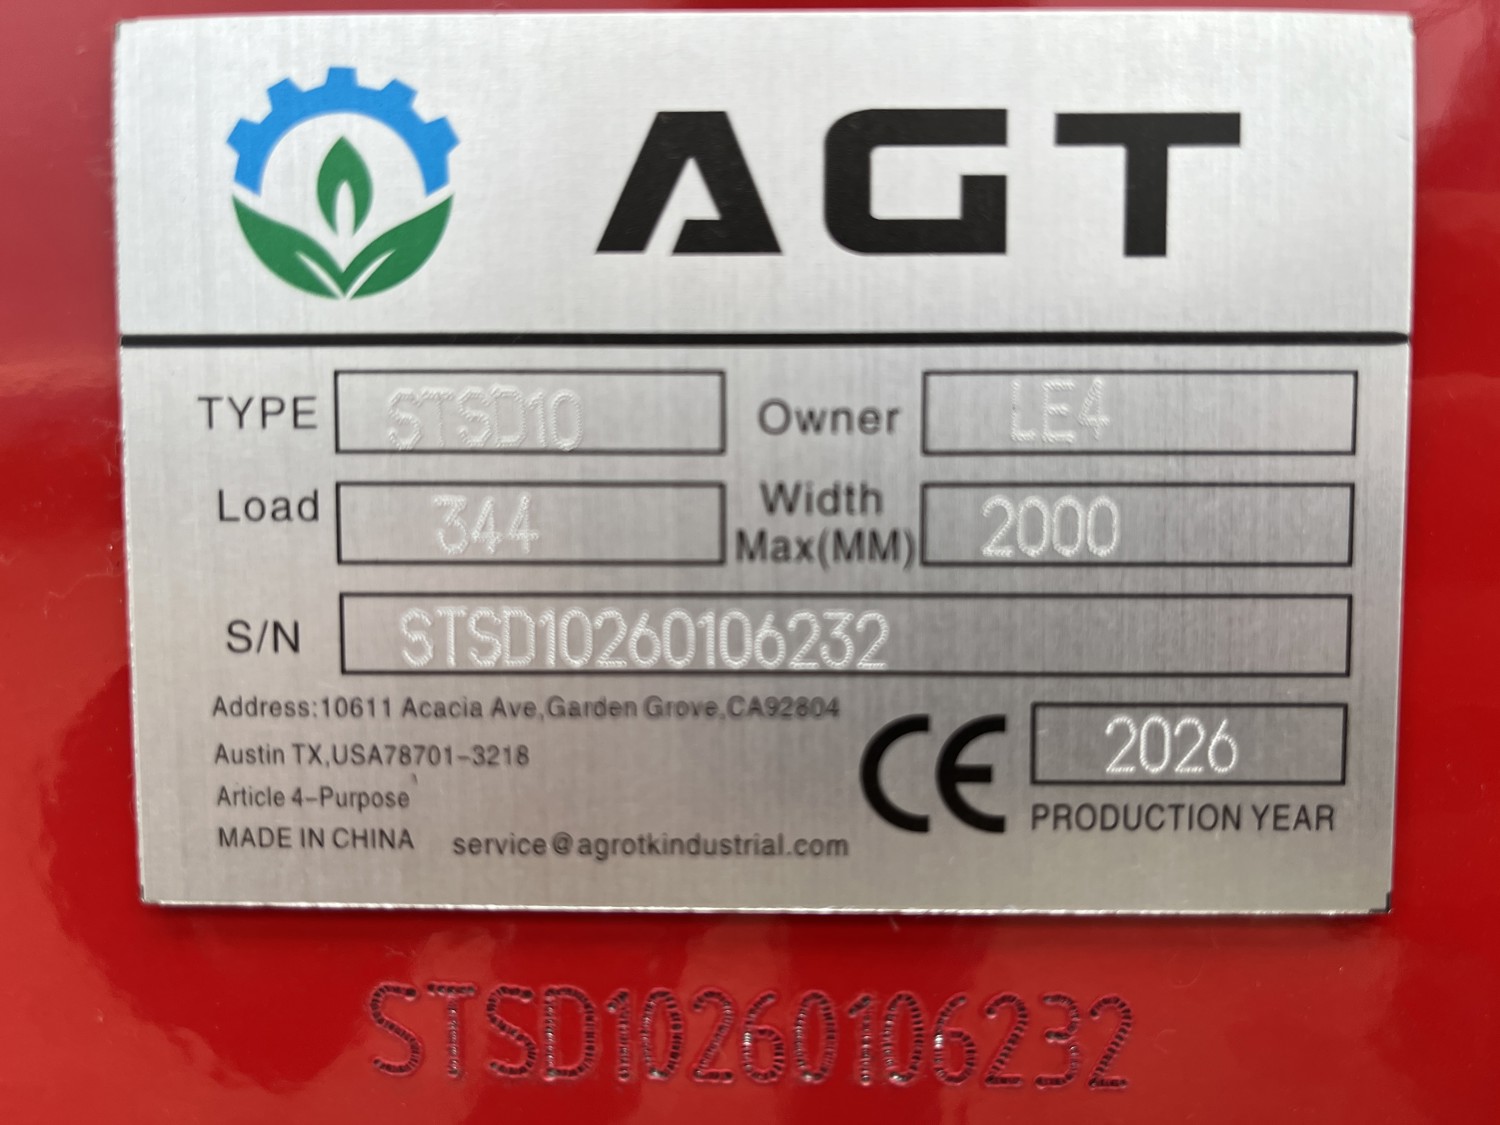 AGT
TYPE STSD10 Owner LE4
Load 344 Width Max(MM) 2000
S/N STSD10260106232
Address:10611 Acacia Ave,Garden Grove,CA92804
Austin TX,USA78701-3218
Article 4-Purpose
MADE IN CHINA service@agrotkindustrial.com
CE 2026
PRODUCTION YEAR
STSD10260106232